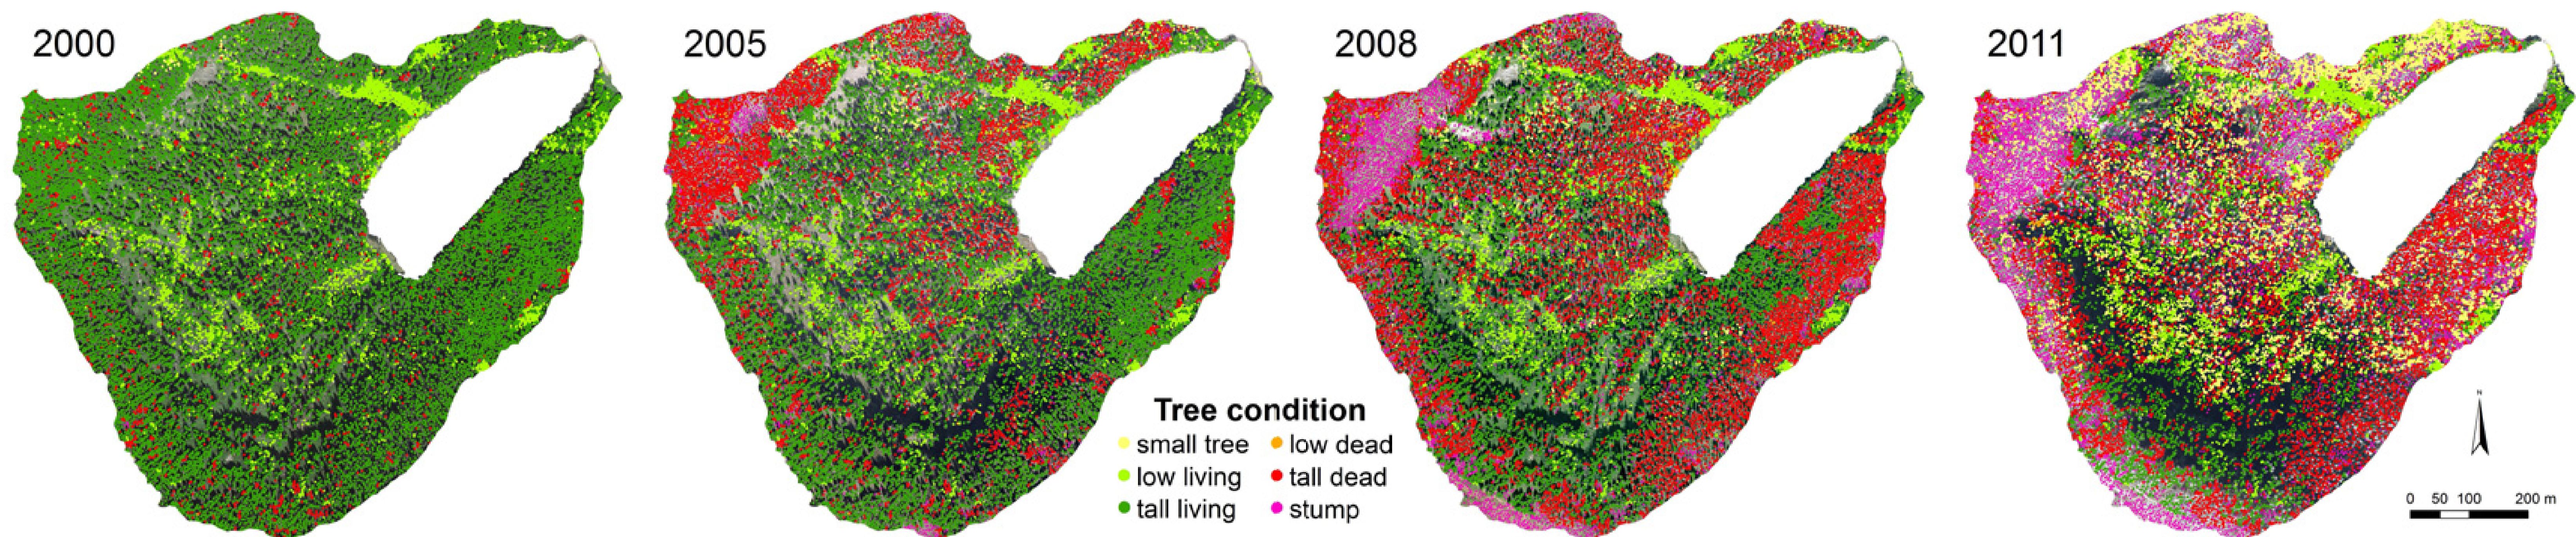 2000
2005
2008
2011
Tree condition
small tree
low dead
low living
tall dead
tall living
stump
N
0 50 100 200 m